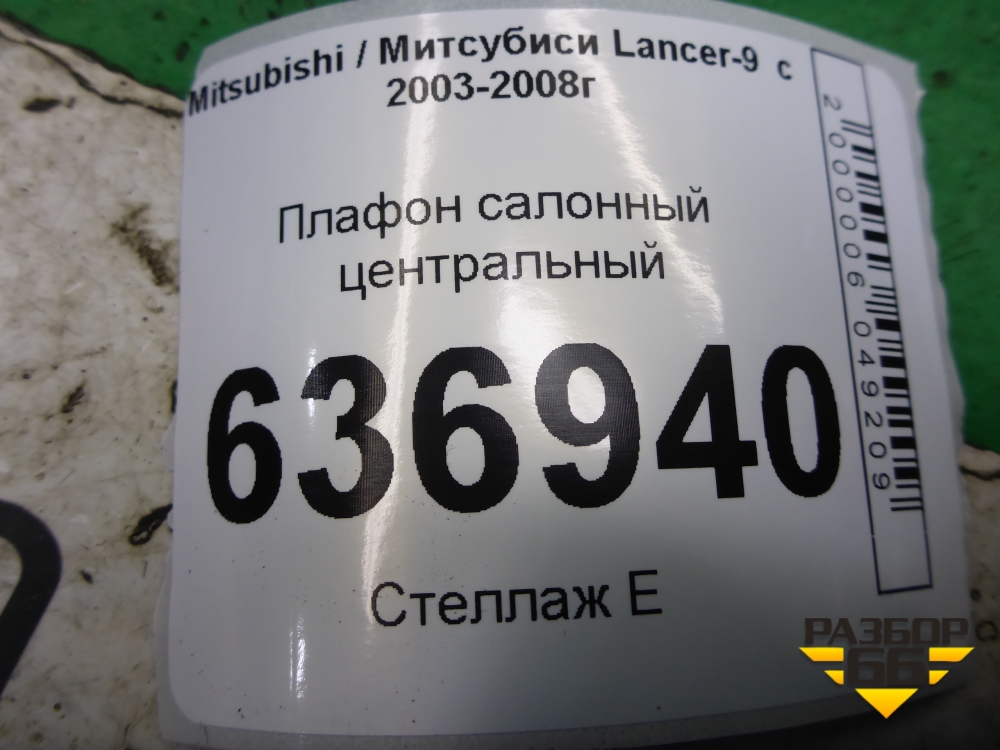 Mitsubishi / Митсубиси Lancer-9 с
2003-2008г
Плафон салонный
центральный
636940
Стеллаж Е
2000006049209
РАЗБОР
66